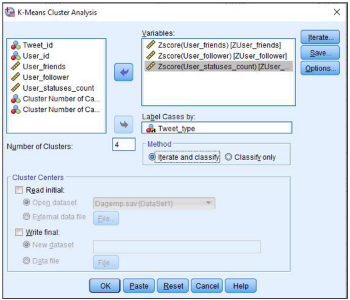 K-Means Cluster Analysis
Tweet_id
User_id
User_friends
User_follower
User_statuses_count
Cluster Number of Ca...
Cluster Number of Ca...
Variables:
Zscore(User_friends) [ZUser_friends]
Zscore(User_follower) [ZUser_follower]
Zscore(User_statuses_count) [ZUser_
Iterate...
Save...
Options...
Label Cases by:
Tweet_type
Number of Clusters: 4
Method
Iterate and classify Classify only
Cluster Centers
Read initial:
Open dataset Dagemp.sav [DataSet1]
External data file File...
Write final:
New dataset
Data file File...
OK Paste Reset Cancel Help